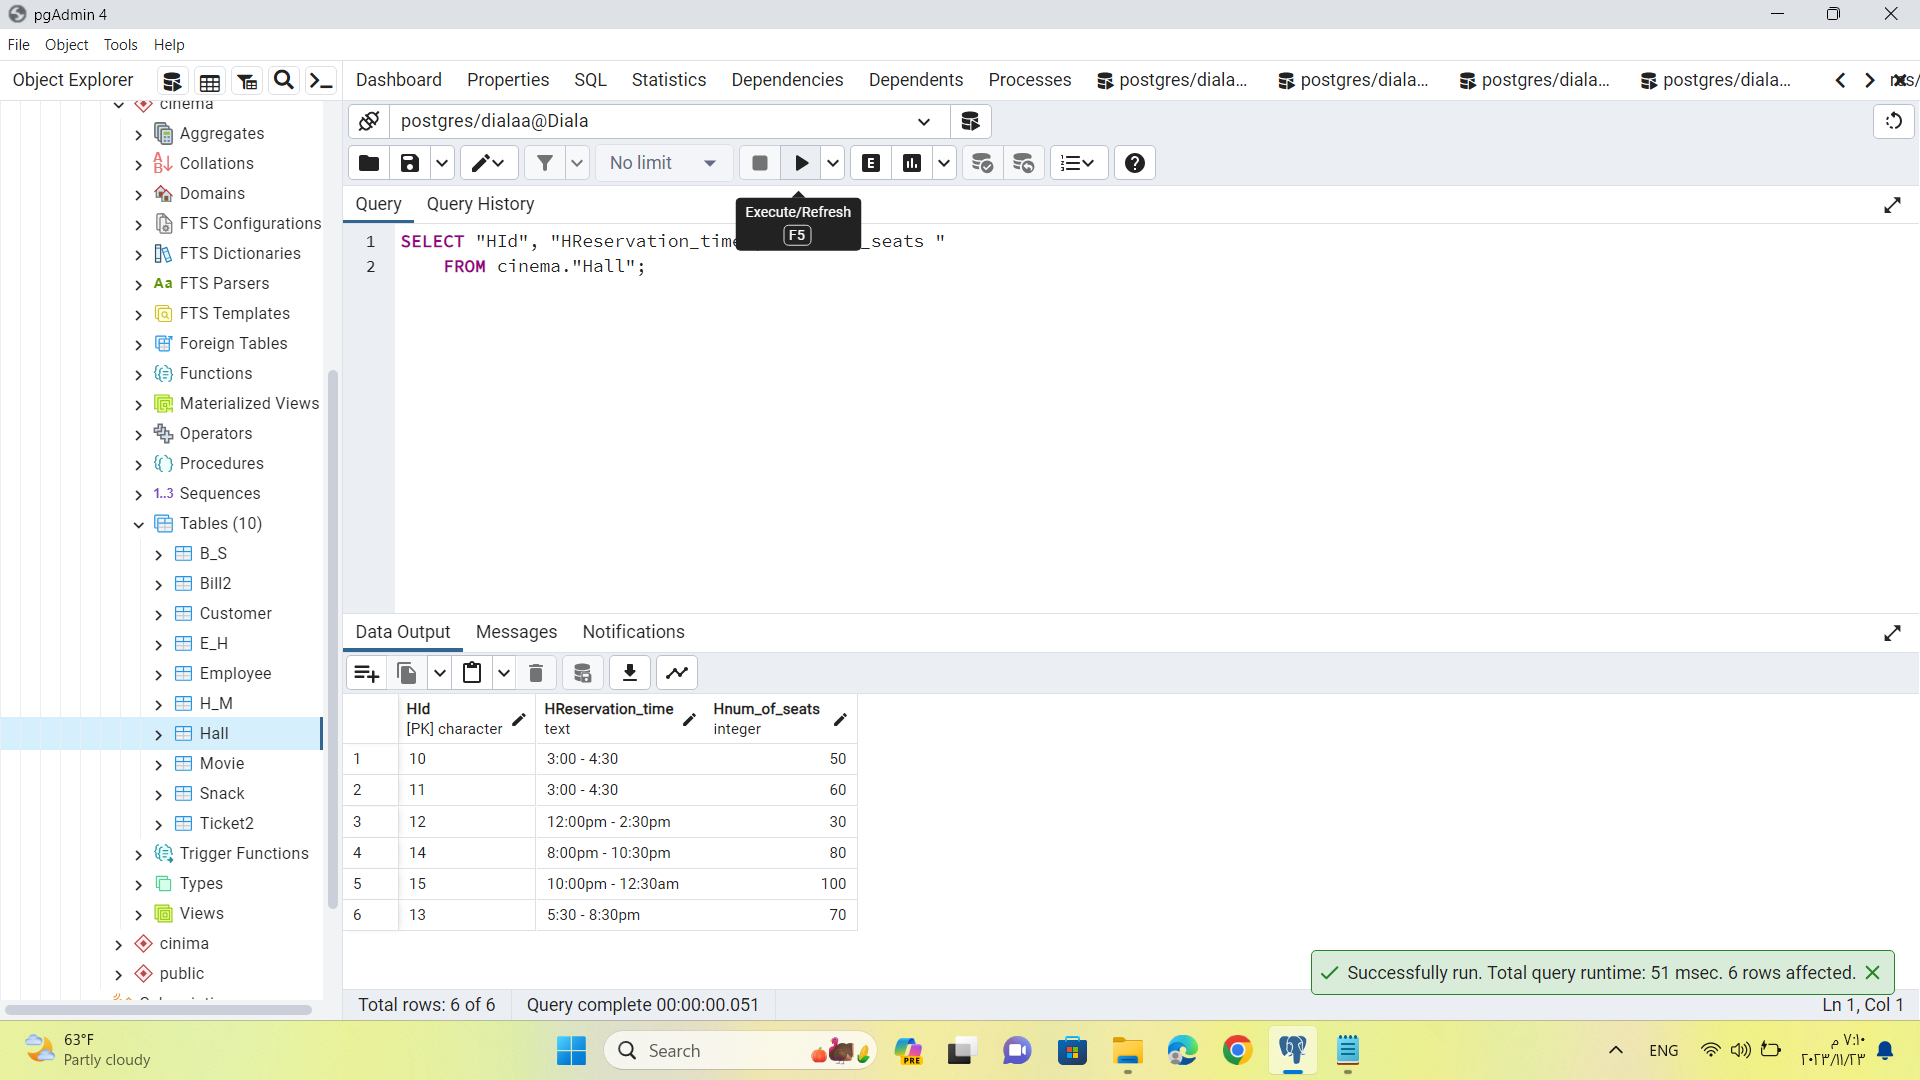 pgAdmin 4
File Object Tools Help
Object Explorer
Dashboard Properties SQL Statistics Dependencies Dependents Processes postgres/diala... postgres/diala... postgres/diala... postgres/diala...
cinema
Aggregates
Collations
Domains
FTS Configurations
FTS Dictionaries
Aa FTS Parsers
FTS Templates
Foreign Tables
Functions
Materialized Views
Operators
Procedures
1..3 Sequences
Tables (10)
B_S
Bill2
Customer
E_H
Employee
H_M
Hall
Movie
Snack
Ticket2
Trigger Functions
Types
Views
cinima
public
postgres/dialaa@Diala
No limit
E
Query Query History
Execute/Refresh
F5
1 SELECT "HId", "HReservation_time _seats "
2 FROM cinema."Hall";
Data Output Messages Notifications
HId HReservation_time Hnum_of_seats
[PK] character text integer
1 10 3:00 - 4:30 50
2 11 3:00 - 4:30 60
3 12 12:00pm - 2:30pm 30
4 14 8:00pm - 10:30pm 80
5 15 10:00pm - 12:30am 100
6 13 5:30 - 8:30pm 70
Successfully run. Total query runtime: 51 msec. 6 rows affected.
Total rows: 6 of 6 Query complete 00:00:00.051 Ln 1, Col 1
63°F
Partly cloudy
Search
PRE
ENG
٧:١٠ م
٢٠٢٣/١١/٢٣